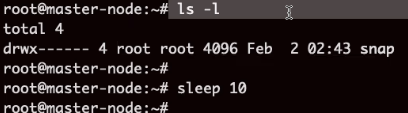 root@master-node:~# ls -l
total 4
drwx------ 4 root root 4096 Feb  2 02:43 snap
root@master-node:~#
root@master-node:~# sleep 10
root@master-node:~#